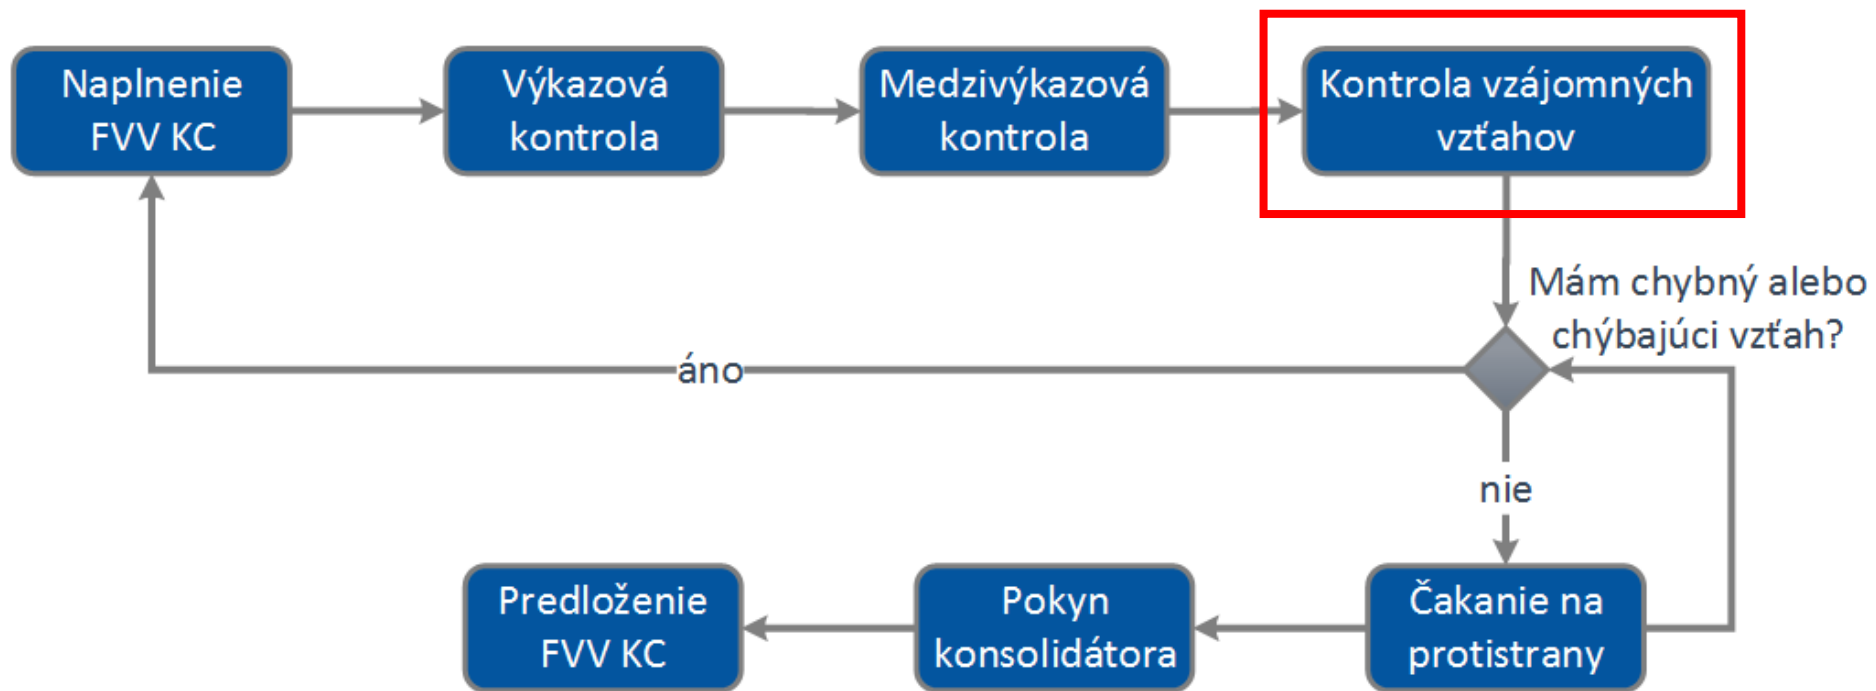 Naplnenie
FVV KC
Výkazová
kontrola
Medzivýkazová
kontrola
Kontrola vzájomných
vzťahov
Mám chybný alebo
chýbajúci vzťah?
áno
nie
Predloženie
FVV KC
Pokyn
konsolidátora
Čakanie na
protistrany